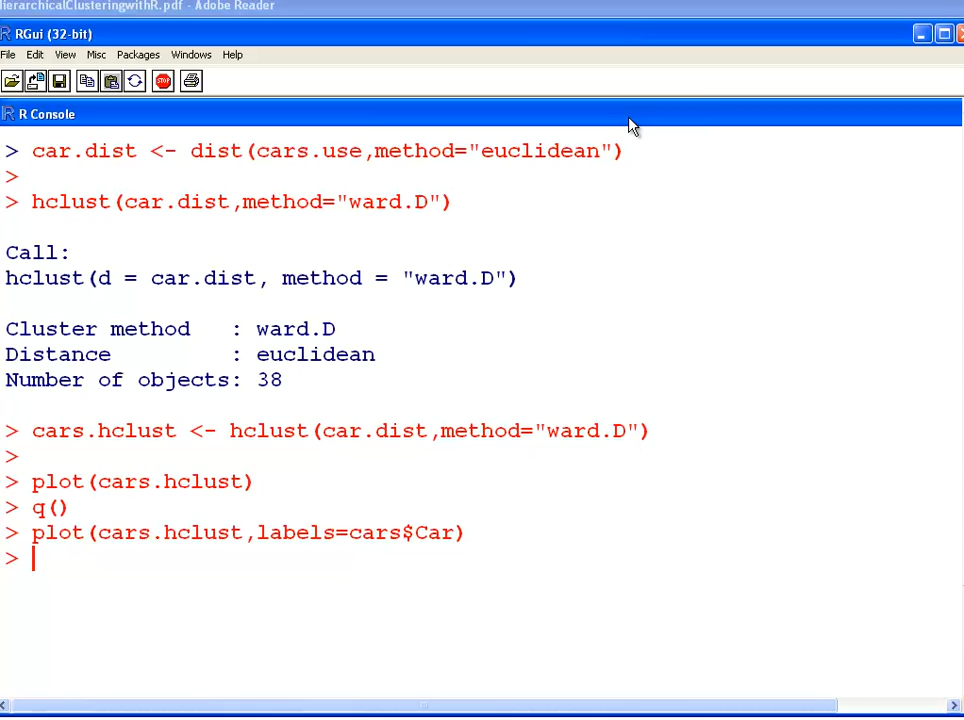 ierarchicalClusteringwithR.pdf - Adobe Reader
RGui (32-bit)
File Edit View Misc Packages Windows Help
STOP
R Console
> car.dist <- dist(cars.use,method="euclidean")
>
> hclust(car.dist,method="ward.D")
Call:
hclust(d = car.dist, method = "ward.D")
Cluster method   : ward.D
Distance         : euclidean
Number of objects: 38
> cars.hclust <- hclust(car.dist,method="ward.D")
>
> plot(cars.hclust)
> q()
> plot(cars.hclust,labels=cars$Car)
>